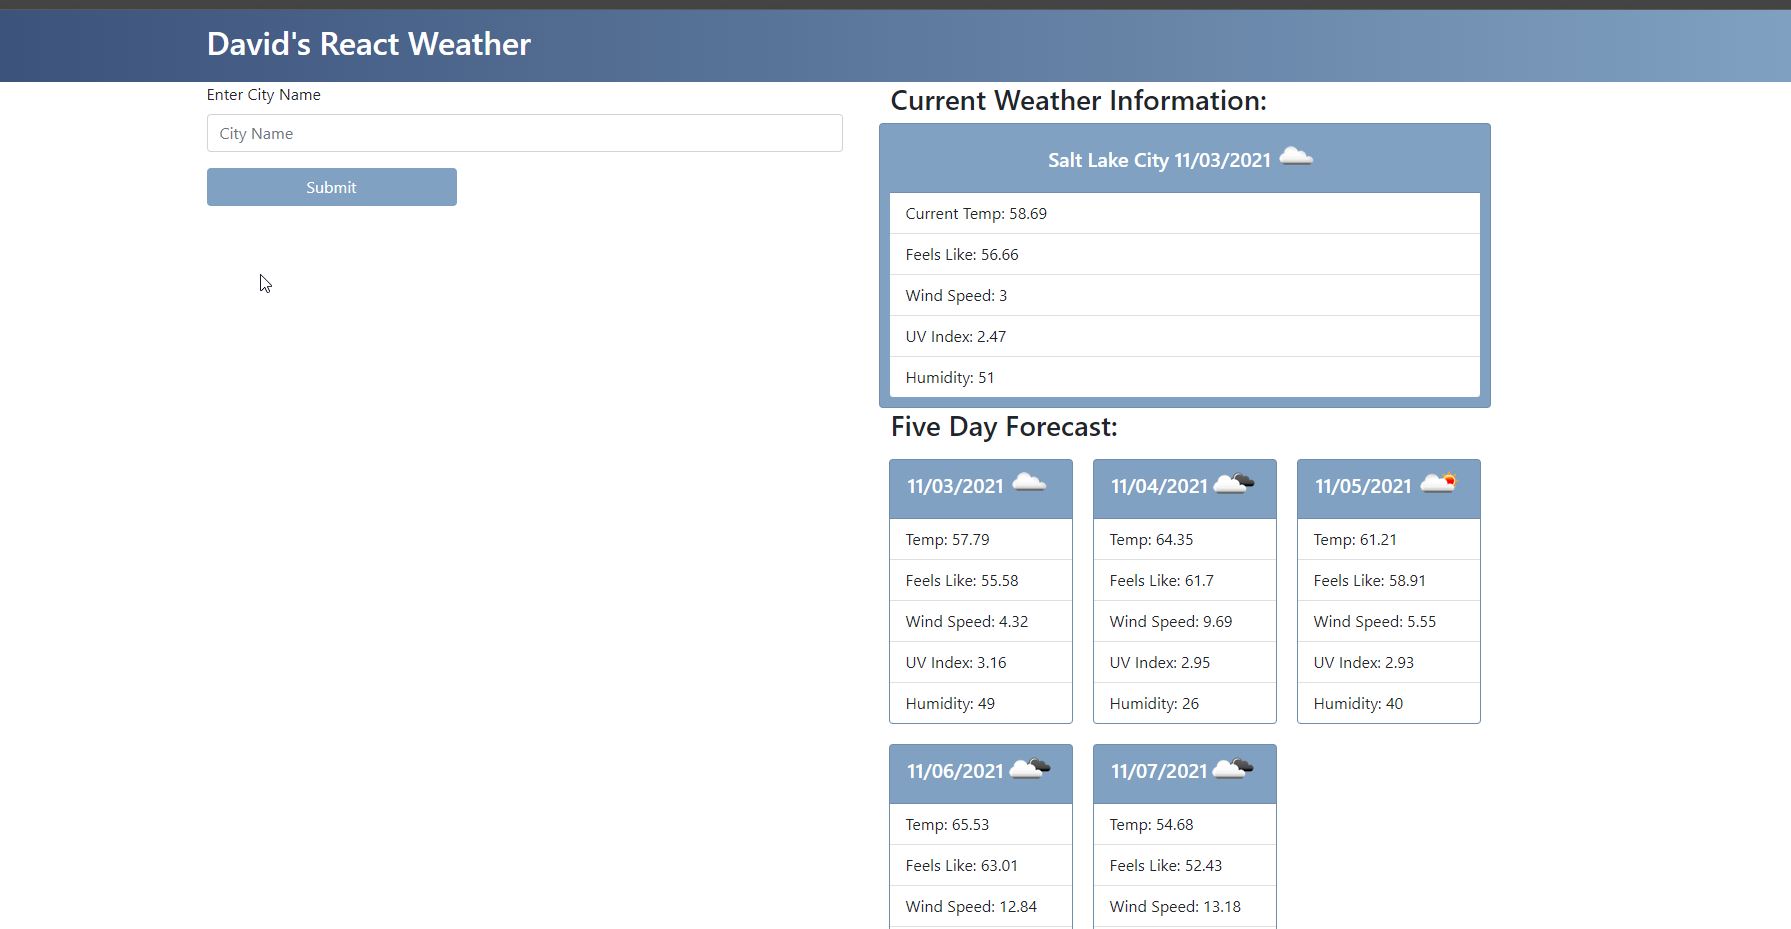 David's React Weather
Enter City Name
City Name
Submit
Current Weather Information:
Salt Lake City 11/03/2021
Current Temp: 58.69
Feels Like: 56.66
Wind Speed: 3
UV Index: 2.47
Humidity: 51
Five Day Forecast:
11/03/2021
Temp: 57.79
Feels Like: 55.58
Wind Speed: 4.32
UV Index: 3.16
Humidity: 49
11/04/2021
Temp: 64.35
Feels Like: 61.7
Wind Speed: 9.69
UV Index: 2.95
Humidity: 26
11/05/2021
Temp: 61.21
Feels Like: 58.91
Wind Speed: 5.55
UV Index: 2.93
Humidity: 40
11/06/2021
Temp: 65.53
Feels Like: 63.01
Wind Speed: 12.84
11/07/2021
Temp: 54.68
Feels Like: 52.43
Wind Speed: 13.18